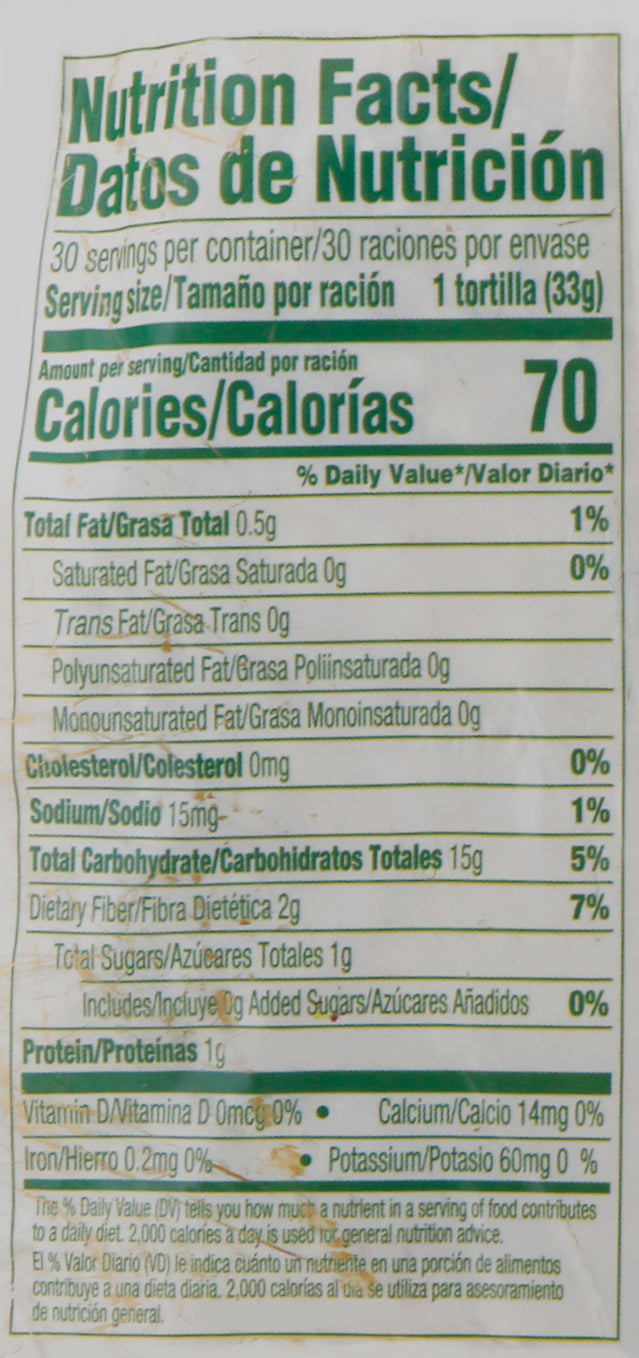 Nutrition Facts/
Datos de Nutrición
30 servings per container/30 raciones por envase
Serving size/Tamaño por ración 1 tortilla (33g)
Amount per serving/Cantidad por ración
Calories/Calorías 70
% Daily Value*/Valor Diario*
Total Fat/Grasa Total 0.5g 1%
Saturated Fat/Grasa Saturada 0g 0%
Trans Fat/Grasa Trans 0g
Polyunsaturated Fat/Grasa Poliinsaturada 0g
Monounsaturated Fat/Grasa Monoinsaturada 0g
Cholesterol/Colesterol 0mg 0%
Sodium/Sodio 15mg 1%
Total Carbohydrate/Carbohidratos Totales 15g 5%
Dietary Fiber/Fibra Dietética 2g 7%
Total Sugars/Azúcares Totales 1g
Includes/Incluye 0g Added Sugars/Azúcares Añadidos 0%
Protein/Proteínas 1g
Vitamin D/Vitamina D 0mcg 0% • Calcium/Calcio 14mg 0%
Iron/Hierro 0.2mg 0% • Potassium/Potasio 60mg 0 %
The % Daily Value (DV) tells you how much a nutrient in a serving of food contributes
to a daily diet. 2,000 calories a day is used for general nutrition advice.
El % Valor Diario (VD) le indica cuánto un nutriente en una porción de alimentos
contribuye a una dieta diaria. 2,000 calorías al día se utiliza para asesoramiento
de nutrición general.